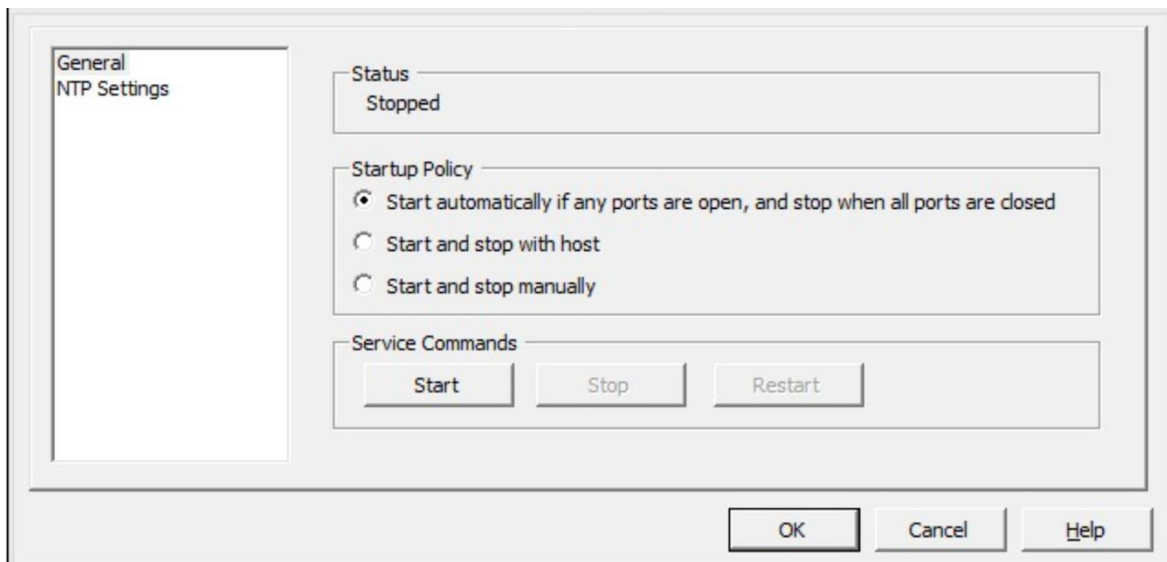 General
NTP Settings
Status
Stopped
Startup Policy
Start automatically if any ports are open, and stop when all ports are closed
Start and stop with host
Start and stop manually
Service Commands
Start
Stop
Restart
OK
Cancel
Help